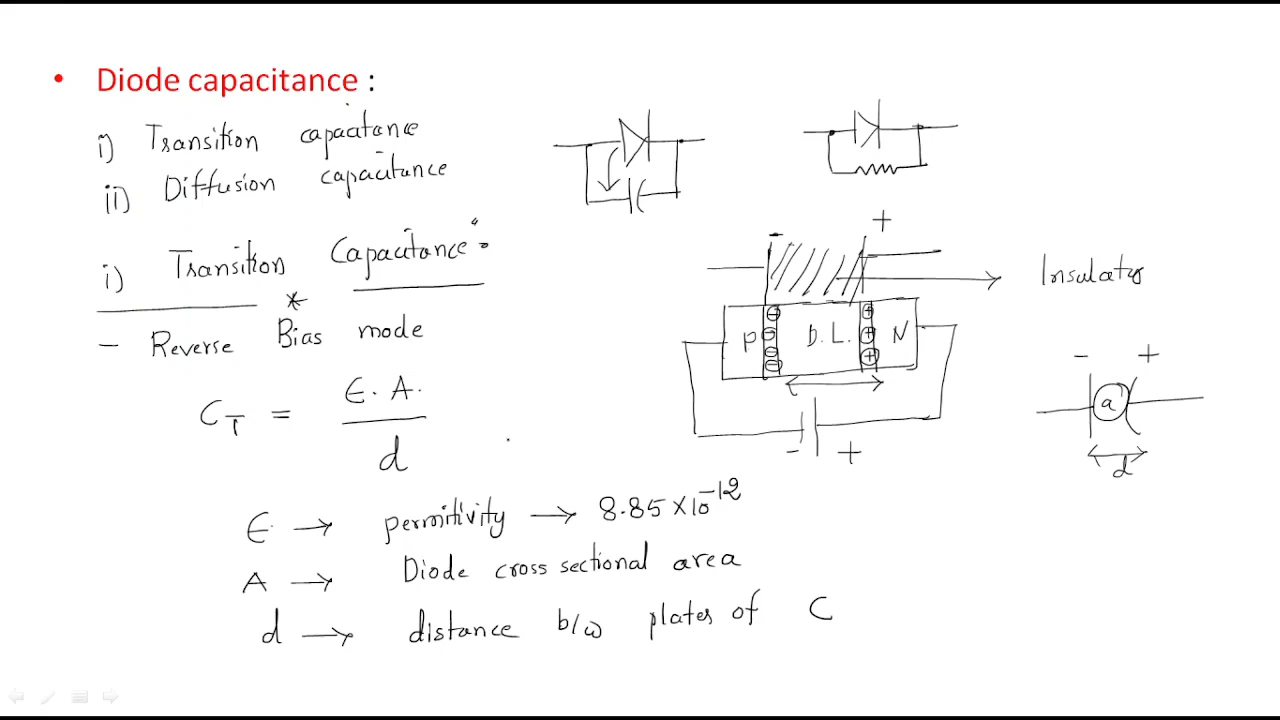 • Diode capacitance :
i) Transition capacitance
ii) Diffusion capacitance
i) Transition Capacitance :
*
- Reverse Bias mode
C_T = ϵ. A. / d
ϵ → permitivity → 8.85 × 10^-12
A → Diode cross sectional area
d → distance b/w plates of C
- +
Insulator
P D.L. N
- +
- +
a
d